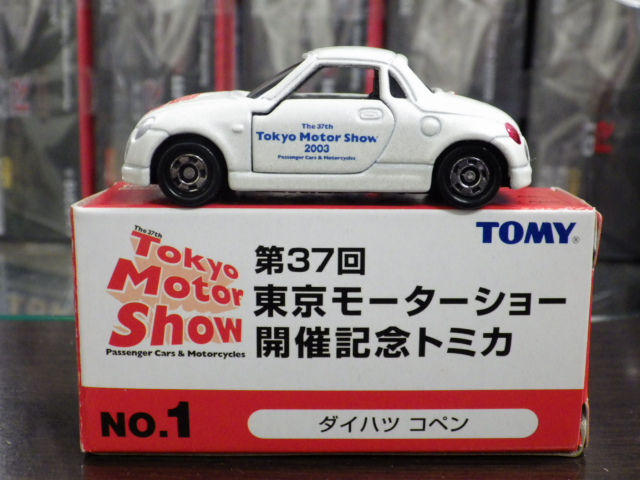 The 37th
Tokyo Motor Show
2003
Passenger Cars & Motorcycles
TOMY®
The 37th
Tokyo
Motor
Show
Passenger Cars & Motorcycles
第37回
東京モーターショー
開催記念トミカ
NO.1
ダイハツ コペン